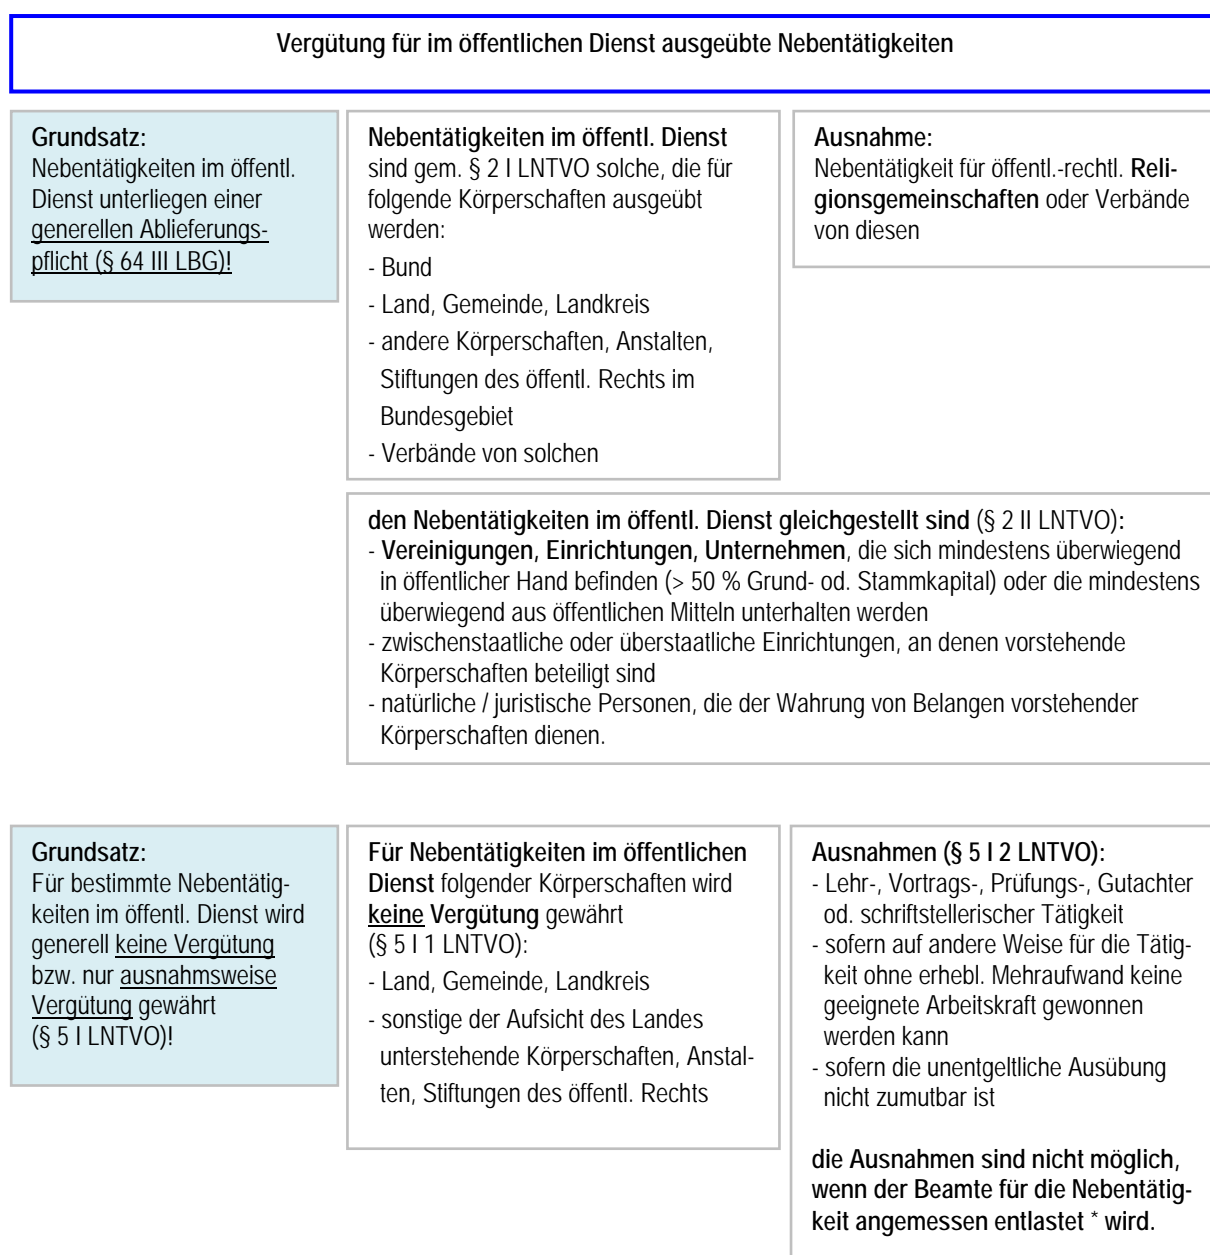 Vergütung für im öffentlichen Dienst ausgeübte Nebentätigkeiten
Grundsatz:
Nebentätigkeiten im öffentl.
Dienst unterliegen einer
generellen Ablieferungs-
pflicht (§ 64 III LBG)!
Nebentätigkeiten im öffentl. Dienst
sind gem. § 2 I LNTVO solche, die für
folgende Körperschaften ausgeübt
werden:
- Bund
- Land, Gemeinde, Landkreis
- andere Körperschaften, Anstalten,
Stiftungen des öffentl. Rechts im
Bundesgebiet
- Verbände von solchen
Ausnahme:
Nebentätigkeit für öffentl.-rechtl. Reli-
gionsgemeinschaften oder Verbände
von diesen
den Nebentätigkeiten im öffentl. Dienst gleichgestellt sind (§ 2 II LNTVO):
- Vereinigungen, Einrichtungen, Unternehmen, die sich mindestens überwiegend
in öffentlicher Hand befinden (> 50 % Grund- od. Stammkapital) oder die mindestens
überwiegend aus öffentlichen Mitteln unterhalten werden
- zwischenstaatliche oder überstaatliche Einrichtungen, an denen vorstehende
Körperschaften beteiligt sind
- natürliche / juristische Personen, die der Wahrung von Belangen vorstehender
Körperschaften dienen.
Grundsatz:
Für bestimmte Nebentätig-
keiten im öffentl. Dienst wird
generell keine Vergütung
bzw. nur ausnahmsweise
Vergütung gewährt
(§ 5 I LNTVO)!
Für Nebentätigkeiten im öffentlichen
Dienst folgender Körperschaften wird
keine Vergütung gewährt
(§ 5 I 1 LNTVO):
- Land, Gemeinde, Landkreis
- sonstige der Aufsicht des Landes
unterstehende Körperschaften, Anstal-
ten, Stiftungen des öffentl. Rechts
Ausnahmen (§ 5 I 2 LNTVO):
- Lehr-, Vortrags-, Prüfungs-, Gutachter
od. schriftstellerischer Tätigkeit
- sofern auf andere Weise für die Tätig-
keit ohne erhebl. Mehraufwand keine
geeignete Arbeitskraft gewonnen
werden kann
- sofern die unentgeltliche Ausübung
nicht zumutbar ist
die Ausnahmen sind nicht möglich,
wenn der Beamte für die Nebentätig-
keit angemessen entlastet * wird.